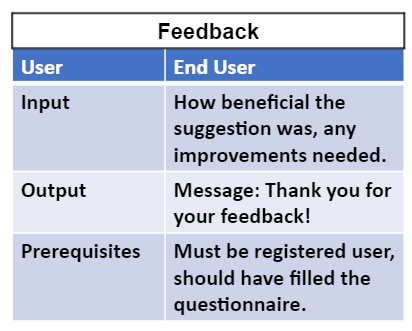 Feedback
User End User
Input How beneficial the
suggestion was, any
improvements needed.
Output Message: Thank you for
your feedback!
Prerequisites Must be registered user,
should have filled the
questionnaire.